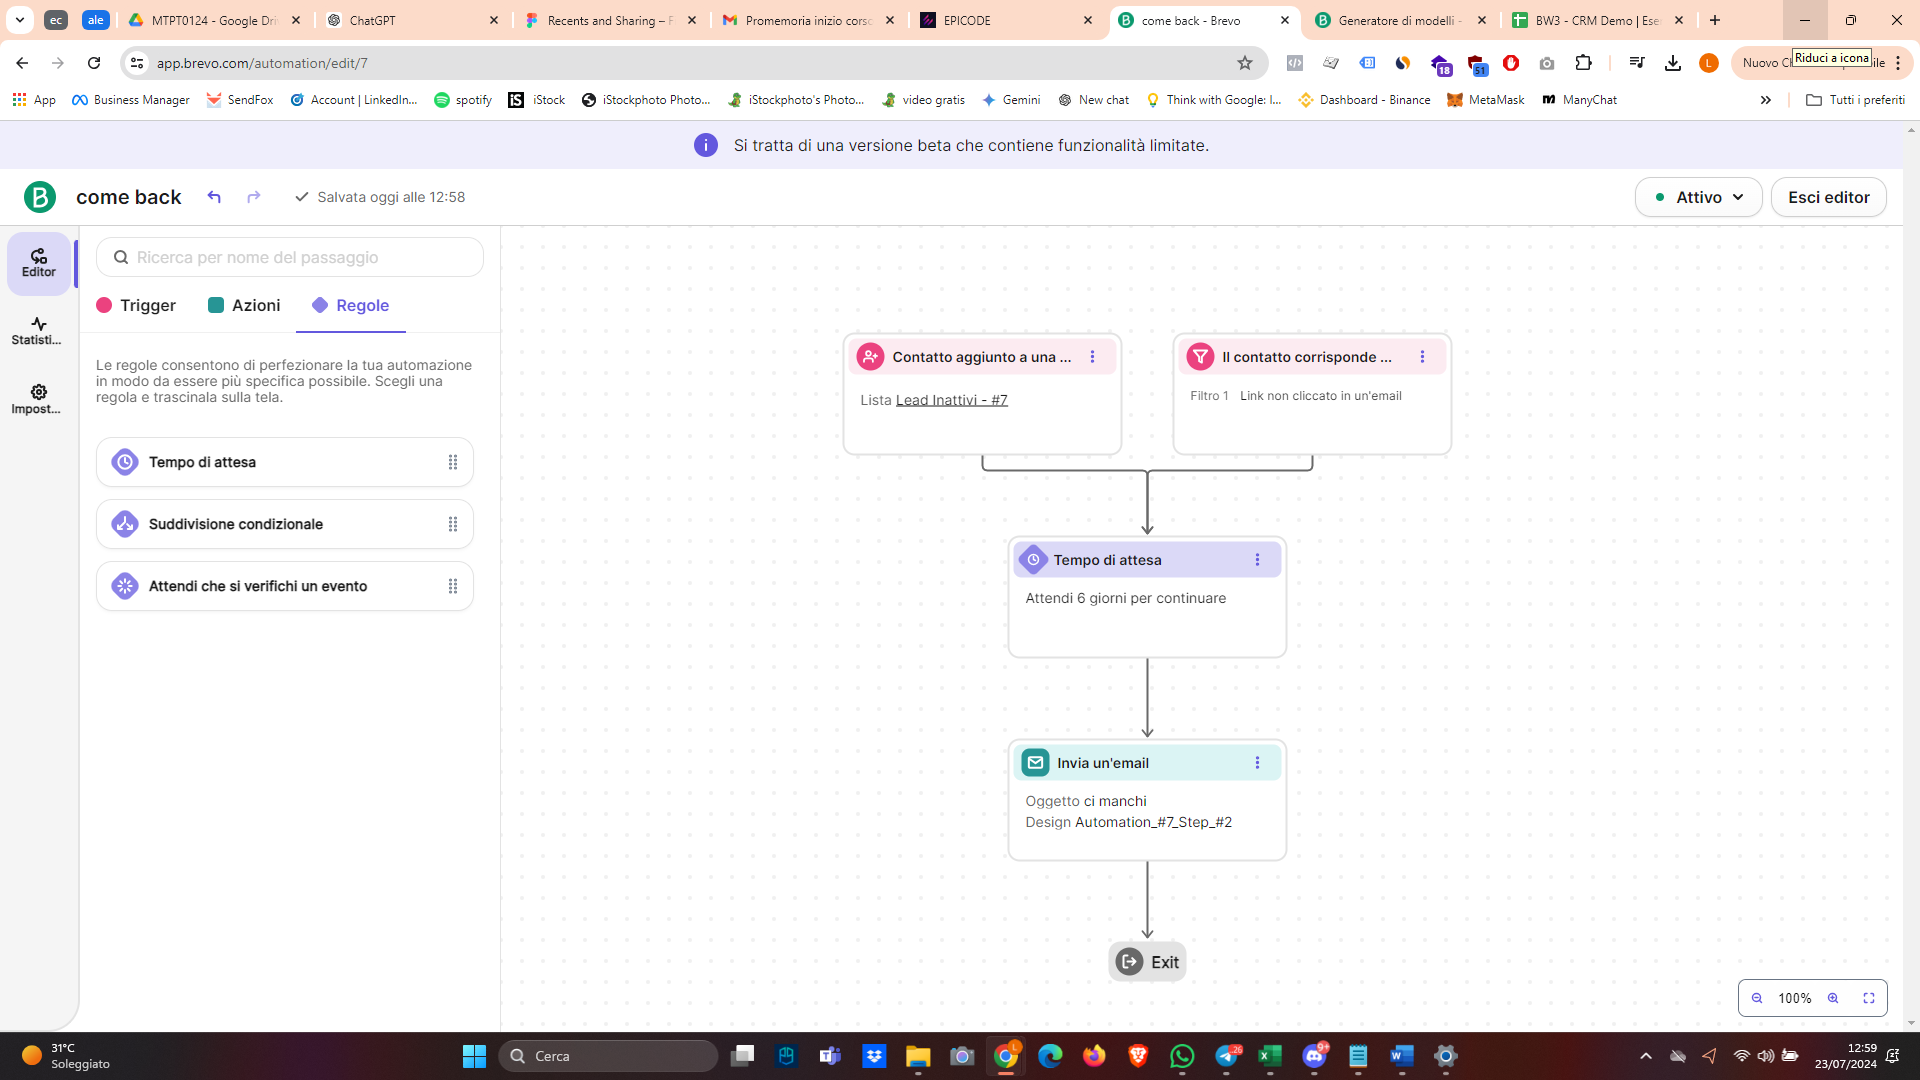 ec
ale
MTPT0124 – Google Dri
ChatGPT
Recents and Sharing – F
Promemoria inizio corso
EPICODE
come back - Brevo
Generatore di modelli -
BW3 - CRM Demo | Ese
app.brevo.com/automation/edit/7
18
51
L
Nuovo Ch
ile
Riduci a icona
App
Business Manager
SendFox
Account | LinkedIn...
spotify
iStock
iStockphoto Photo...
iStockphoto's Photo...
video gratis
Gemini
New chat
Think with Google: I...
Dashboard - Binance
MetaMask
ManyChat
Tutti i preferiti
Si tratta di una versione beta che contiene funzionalità limitate.
come back
Salvata oggi alle 12:58
Attivo
Esci editor
Editor
Statisti...
Impost...
Ricerca per nome del passaggio
Trigger
Azioni
Regole
Le regole consentono di perfezionare la tua automazione
in modo da essere più specifica possibile. Scegli una
regola e trascinala sulla tela.
Tempo di attesa
Suddivisione condizionale
Attendi che si verifichi un evento
Contatto aggiunto a una ...
Lista Lead Inattivi - #7
Il contatto corrisponde ...
Filtro 1 Link non cliccato in un'email
Tempo di attesa
Attendi 6 giorni per continuare
Invia un'email
Oggetto ci manchi
Design Automation_#7_Step_#2
Exit
100%
31°C
Soleggiato
Cerca
L
26
9+
12:59
23/07/2024